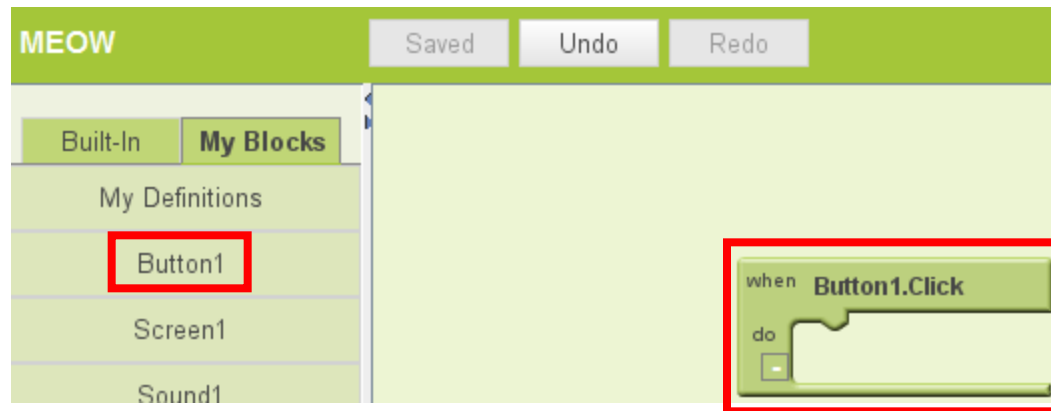 MEOW Saved Undo Redo
Built-In My Blocks
My Definitions
Button1
Screen1
Sound1
when Button1.Click
do
-